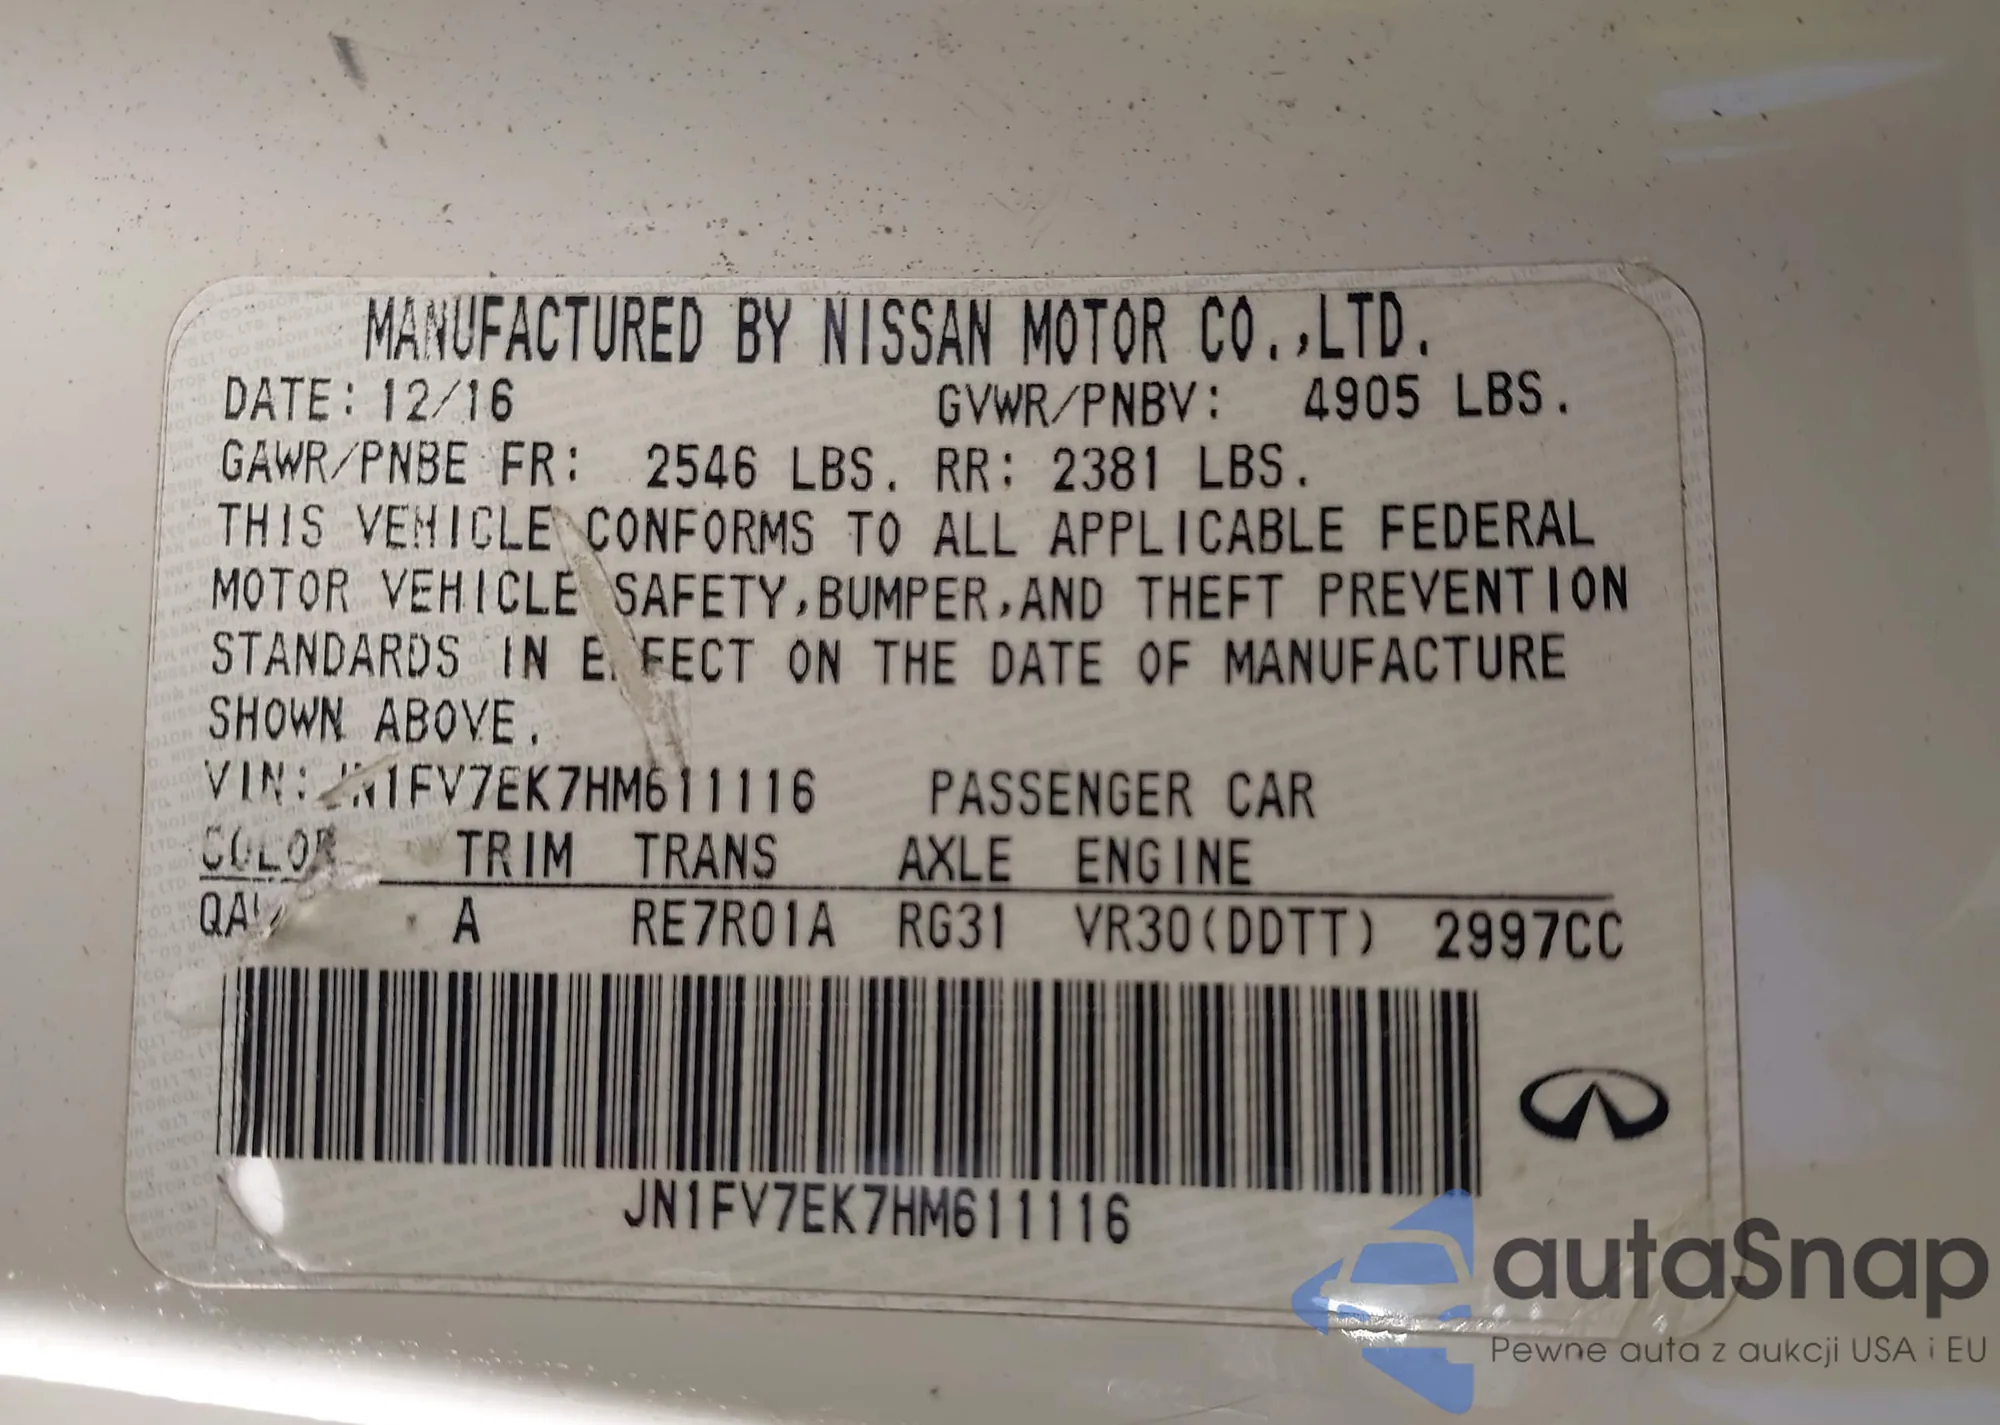 MANUFACTURED BY NISSAN MOTOR CO.,LTD.
DATE: 12/16 GVWR/PNBV: 4905 LBS.
GAWR/PNBE FR: 2546 LBS. RR: 2381 LBS.
THIS VEHICLE CONFORMS TO ALL APPLICABLE FEDERAL
MOTOR VEHICLE SAFETY,BUMPER,AND THEFT PREVENTION
STANDARDS IN EFFECT ON THE DATE OF MANUFACTURE
SHOWN ABOVE.
VIN: JN1FV7EK7HM611116 PASSENGER CAR
COLOR TRIM TRANS AXLE ENGINE
A RE7R01A RG31 VR30(DDTT) 2997CC
JN1FV7EK7HM611116
autaSnap
Pewne auta z aukcji USA i EU